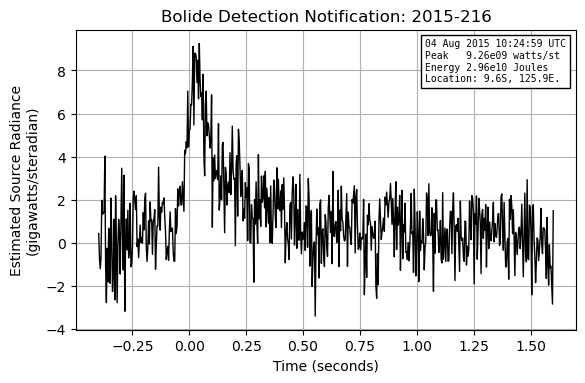 Bolide Detection Notification: 2015-216
04 Aug 2015 10:24:59 UTC
Peak   9.26e09 watts/st
Energy 2.96e10 Joules
Location: 9.6S, 125.9E.
Estimated Source Radiance
(gigawatts/steradian)
8
6
4
2
0
−2
−4
−0.25 0.00 0.25 0.50 0.75 1.00 1.25 1.50
Time (seconds)